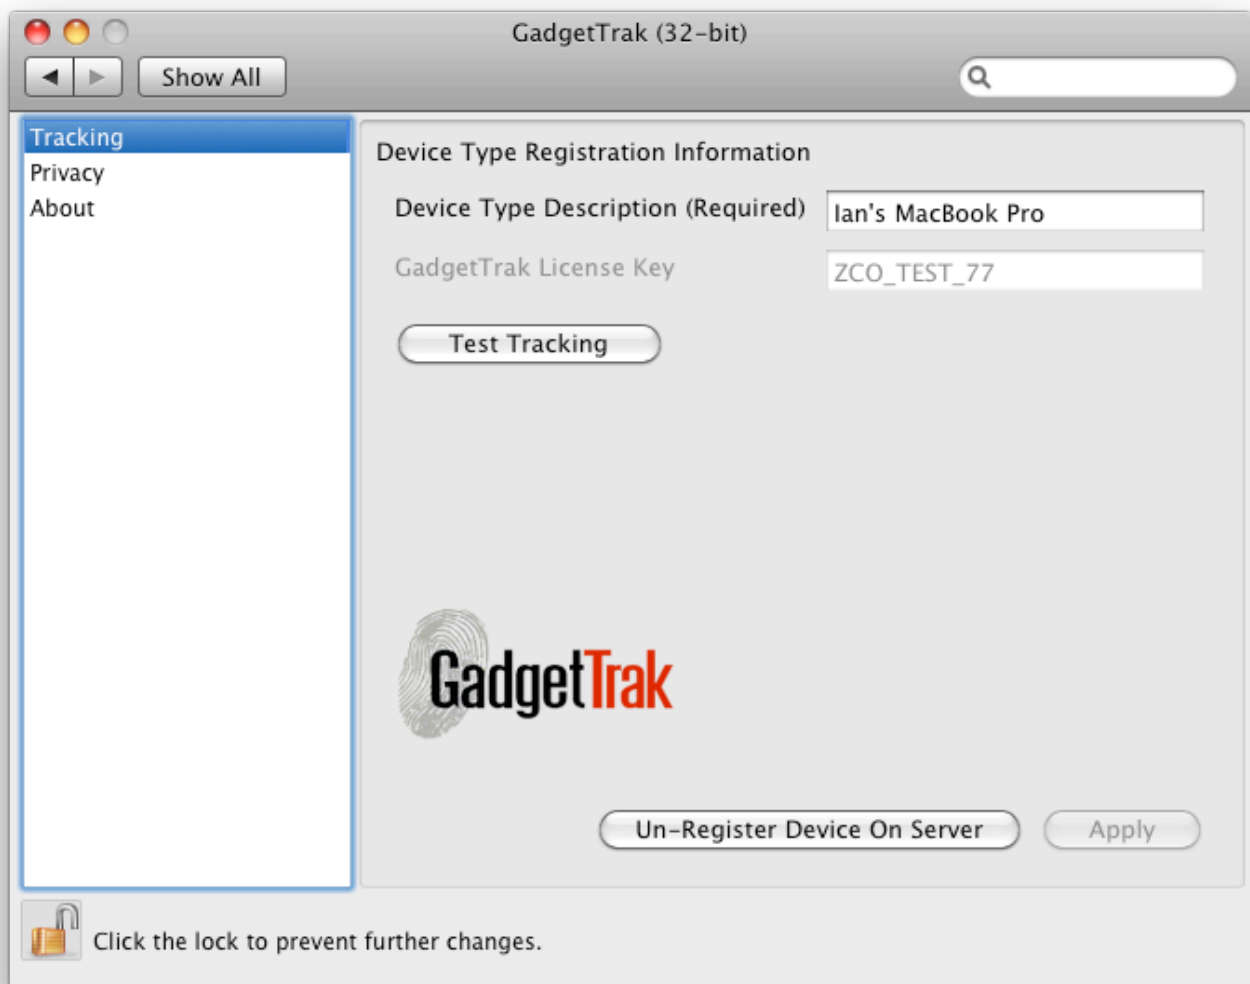 GadgetTrak (32-bit)
Show All
Tracking
Privacy
About
Device Type Registration Information
Device Type Description (Required) Ian's MacBook Pro
GadgetTrak License Key ZCO_TEST_77
Test Tracking
GadgetTrak
Un-Register Device On Server Apply
Click the lock to prevent further changes.